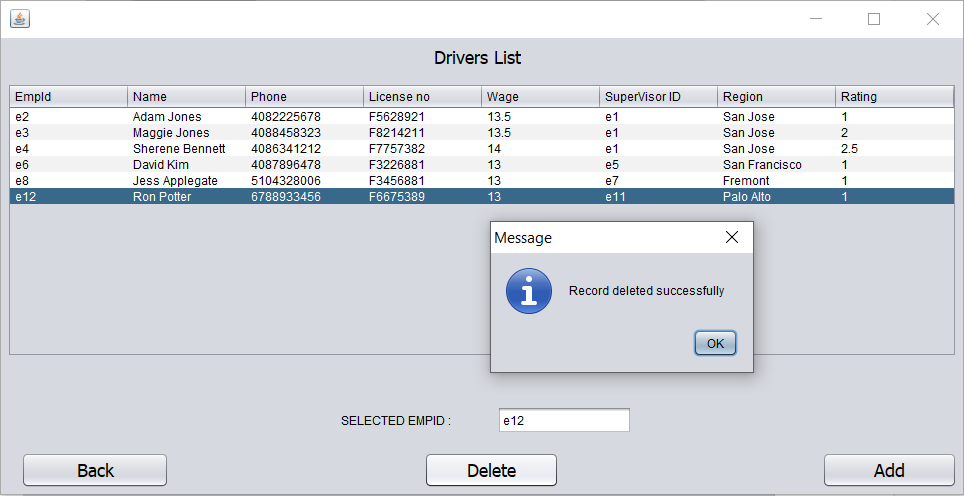 Drivers List
EmpId Name Phone License no Wage SuperVisor ID Region Rating
e2 Adam Jones 4082225678 F5628921 13.5 e1 San Jose 1
e3 Maggie Jones 4088458323 F8214211 13.5 e1 San Jose 2
e4 Sherene Bennett 4086341212 F7757382 14 e1 San Jose 2.5
e6 David Kim 4087896478 F3226881 13 e5 San Francisco 1
e8 Jess Applegate 5104328006 F3456881 13 e7 Fremont 1
e12 Ron Potter 6788933456 F6675389 13 e11 Palo Alto 1
Message
Record deleted successfully
OK
SELECTED EMPID : e12
Back Delete Add